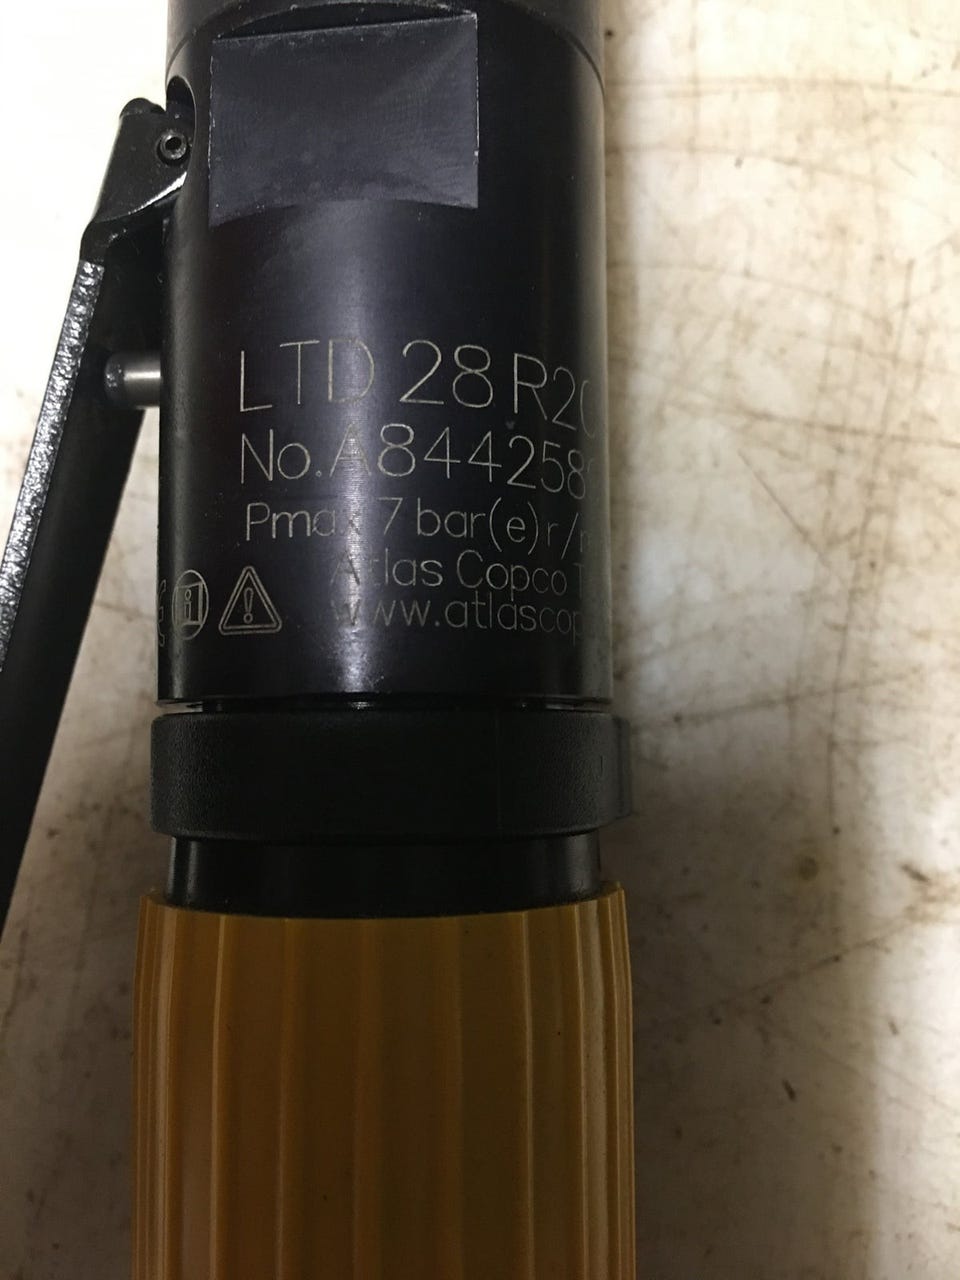 LTD 28 R20
No.A844258
Pmax 7 bar(e) r/
Atlas Copco T
www.atlascop